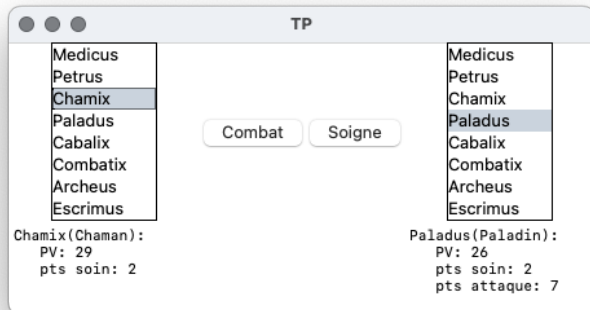 TP
Medicus
Petrus
Chamix
Paladus
Cabalix
Combatix
Archeus
Escrimus
Combat
Soigne
Medicus
Petrus
Chamix
Paladus
Cabalix
Combatix
Archeus
Escrimus
Chamix(Chaman):
PV: 29
pts soin: 2
Paladus(Paladin):
PV: 26
pts soin: 2
pts attaque: 7